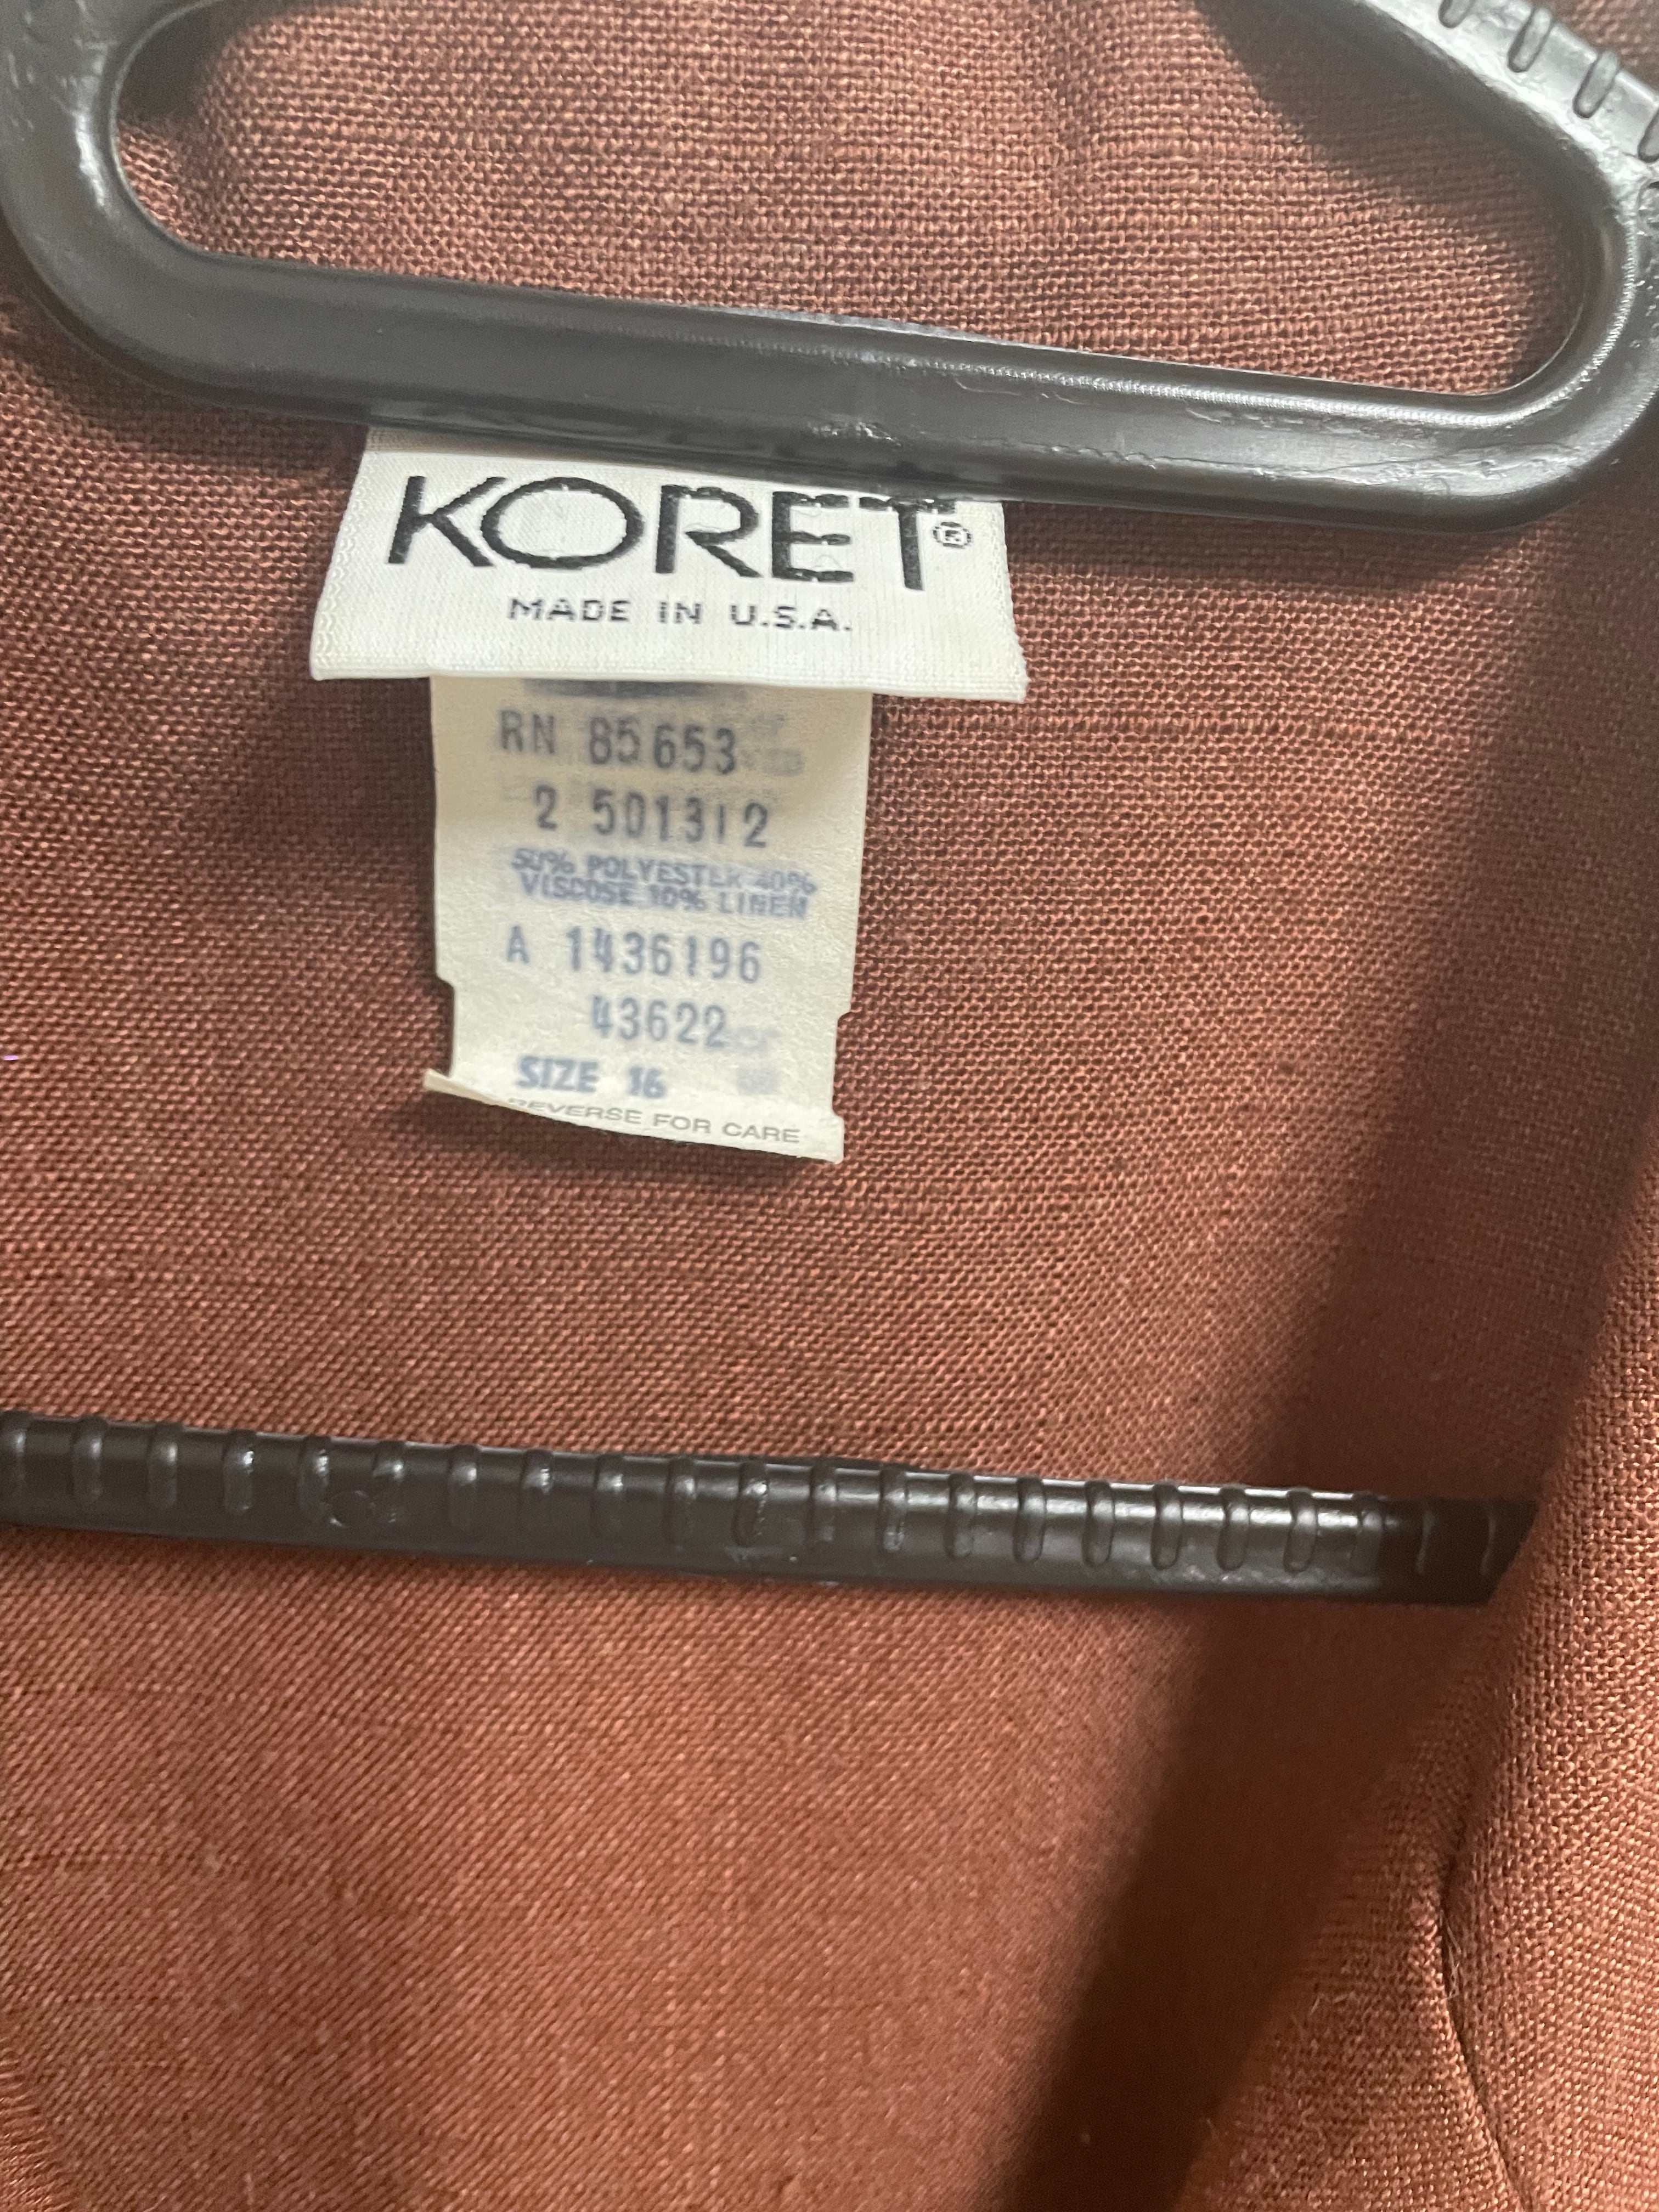 KORET®
MADE IN U.S.A.
RN 85653
2 501312
50% POLYESTER 40%
VISCOSE 10% LINEN
A 1436196
43622
SIZE 16
REVERSE FOR CARE